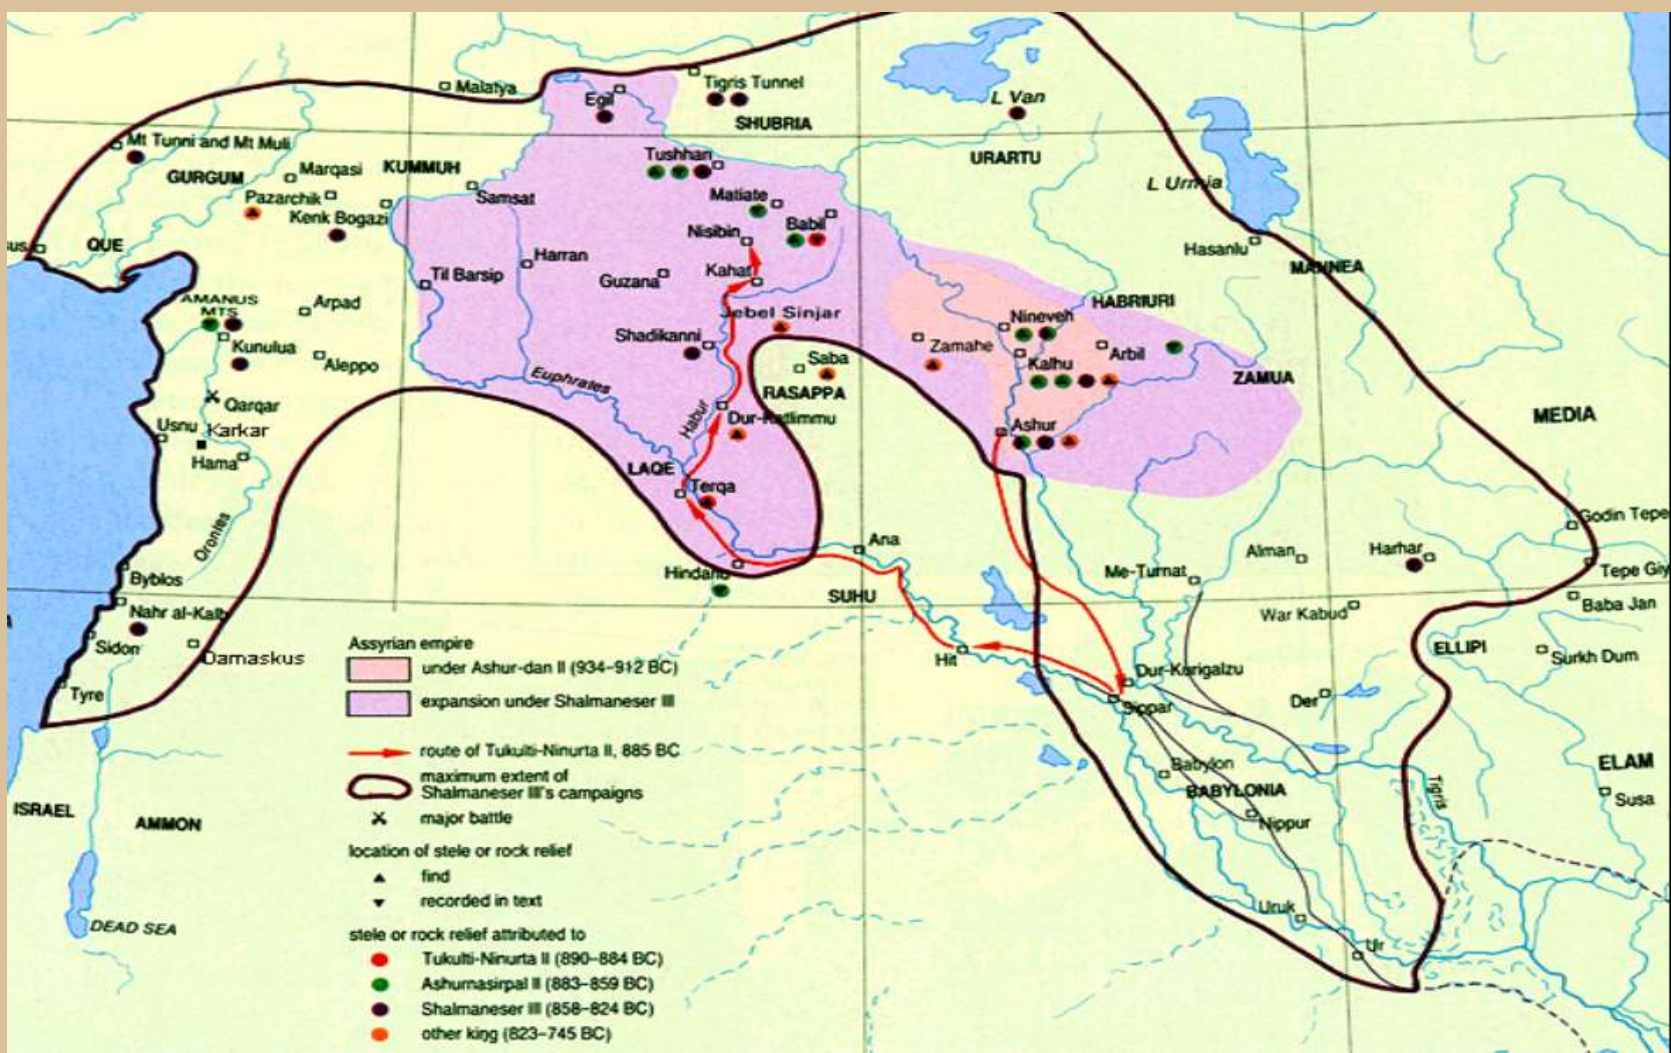 Malatya
Egil
Tigris Tunnel
SHUBRIA
L Van
URARTU
Mt Tunni and Mt Muli
GURGUM
Marqasi
KUMMUH
Pazarchik
Kenk Bogazi
Samsat
Tushhan
Matiate
Babil
Nisibin
L Urmia
Hasanlu
MANNEA
QUE
Harran
Til Barsip
Guzana
Kahat
Jebel Sinjar
HABRIURI
AMANUS
MTS
Arpad
Kunulua
Aleppo
Shadikanni
Saba
RASAPPA
Nineveh
Zamahe
Kalhu
Arbil
ZAMUA
MEDIA
Euphrates
Habur
Qarqar
Usnu
Karkar
Hama
Dur-Katlimmu
Ashur
LAQE
Terqa
Orontes
Ana
Hindanu
SUHU
Me-Turnat
Alman
Harhar
Godin Tepe
Tepe Giy
War Kabud
Baba Jan
Byblos
Nahr al-Kalb
Sidon
Damaskus
Tyre
Hit
Dur-Kurigalzu
Sippar
Der
ELLIPI
Surkh Dum
Babylon
BABYLONIA
Nippur
Tigris
ELAM
Susa
Uruk
Ur
ISRAEL
AMMON
DEAD SEA
Assyrian empire
under Ashur-dan II (934–912 BC)
expansion under Shalmaneser III
route of Tukulti-Ninurta II, 885 BC
maximum extent of
Shalmaneser III's campaigns
major battle
location of stele or rock relief
find
recorded in text
stele or rock relief attributed to
Tukulti-Ninurta II (890–884 BC)
Ashurnasirpal II (883–859 BC)
Shalmaneser III (858–824 BC)
other king (823–745 BC)